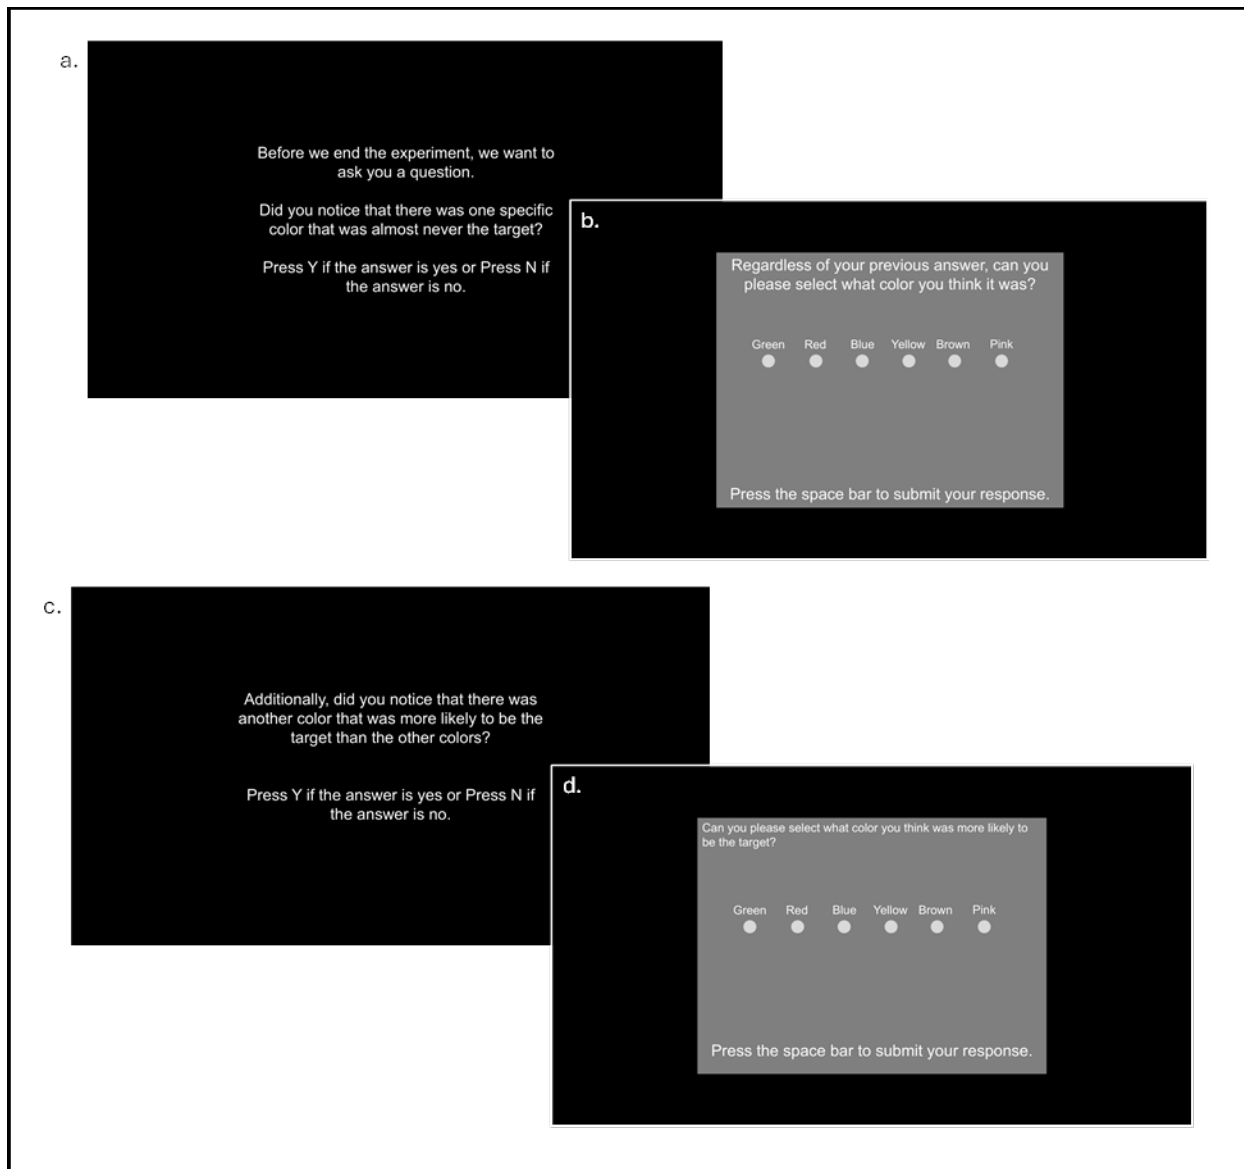 a.
Before we end the experiment, we want to
ask you a question.
Did you notice that there was one specific
color that was almost never the target?
Press Y if the answer is yes or Press N if
the answer is no.
b.
Regardless of your previous answer, can you
please select what color you think it was?
Green Red Blue Yellow Brown Pink
Press the space bar to submit your response.
c.
Additionally, did you notice that there was
another color that was more likely to be the
target than the other colors?
Press Y if the answer is yes or Press N if
the answer is no.
d.
Can you please select what color you think was more likely to
be the target?
Green Red Blue Yellow Brown Pink
Press the space bar to submit your response.